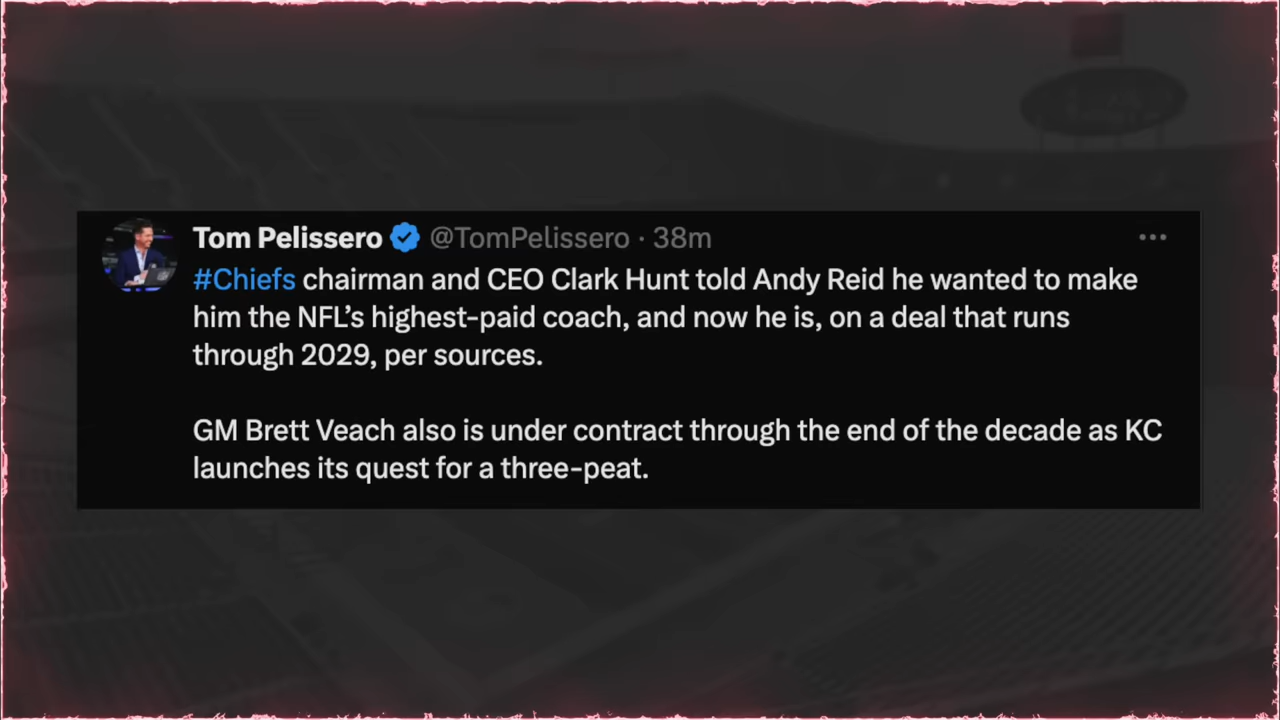 Tom Pelissero @TomPelissero · 38m
#Chiefs chairman and CEO Clark Hunt told Andy Reid he wanted to make
him the NFL’s highest-paid coach, and now he is, on a deal that runs
through 2029, per sources.
GM Brett Veach also is under contract through the end of the decade as KC
launches its quest for a three-peat.